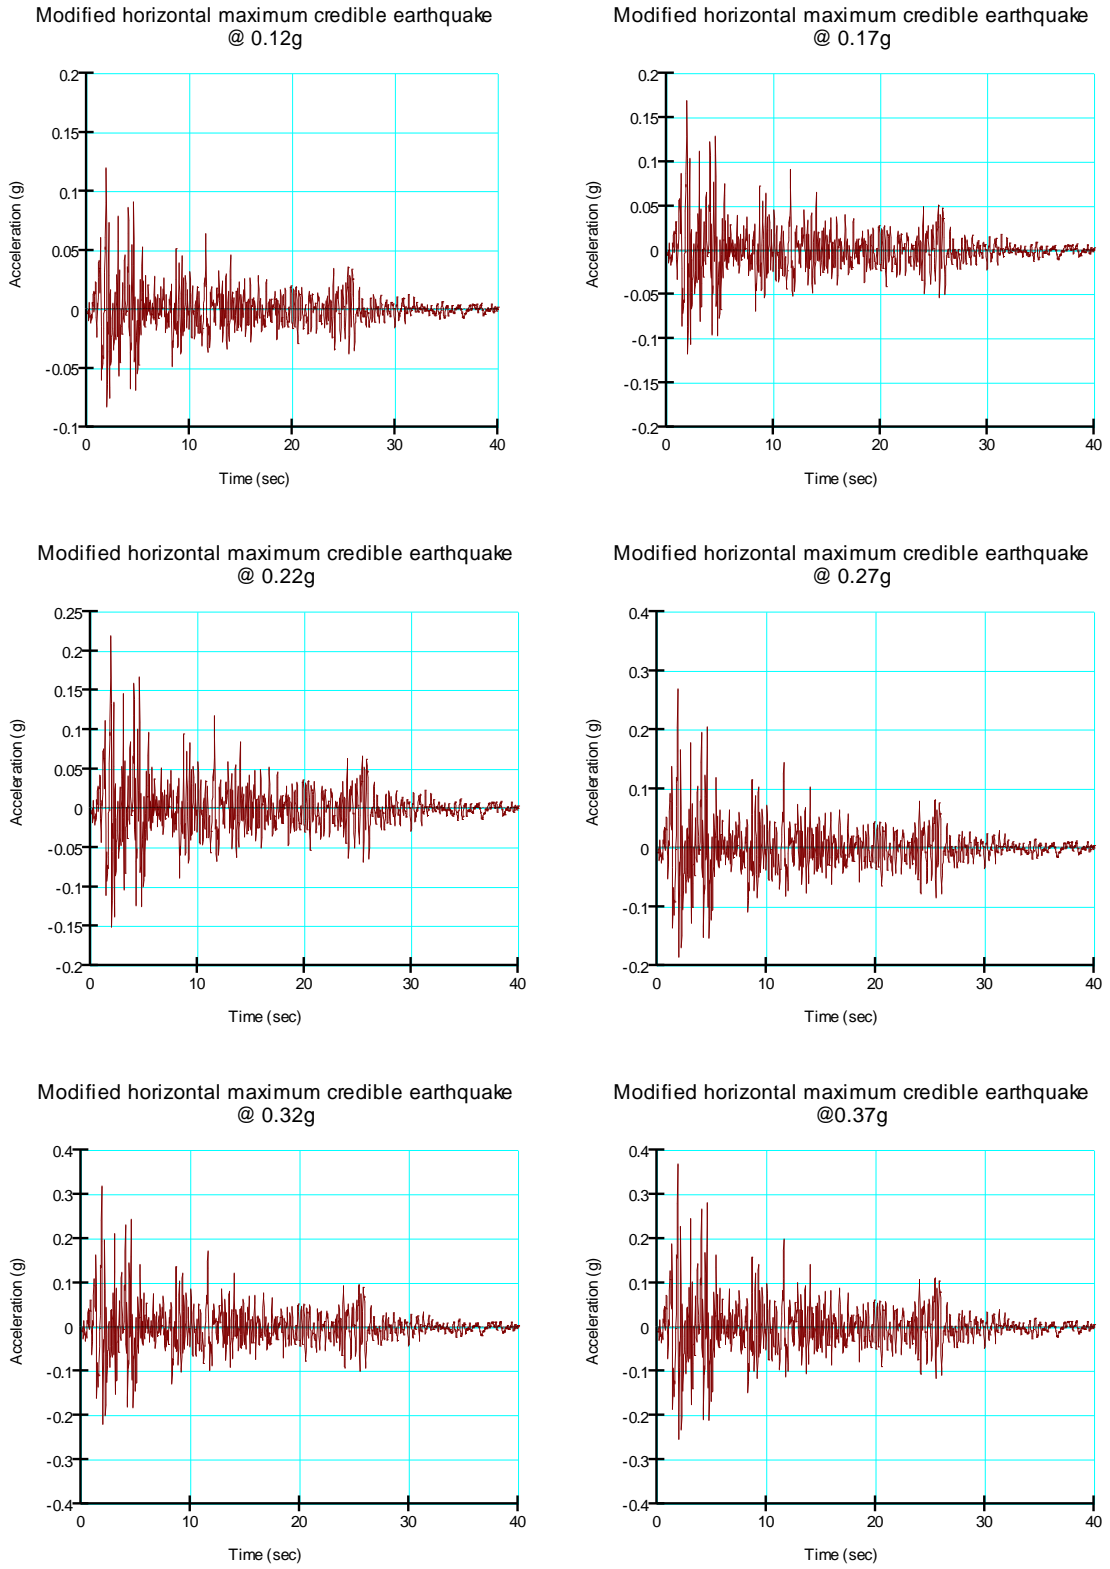 Modified horizontal maximum credible earthquake
@ 0.12g
0.2
0.15
0.1
0.05
0
-0.05
-0.1
Acceleration (g)
0 10 20 30 40
Time (sec)
Modified horizontal maximum credible earthquake
@ 0.17g
0.2
0.15
0.1
0.05
0
-0.05
-0.1
-0.15
-0.2
Acceleration (g)
0 10 20 30 40
Time (sec)
Modified horizontal maximum credible earthquake
@ 0.22g
0.25
0.2
0.15
0.1
0.05
0
-0.05
-0.1
-0.15
-0.2
Acceleration (g)
0 10 20 30 40
Time (sec)
Modified horizontal maximum credible earthquake
@ 0.27g
0.4
0.3
0.2
0.1
0
-0.1
-0.2
Acceleration (g)
0 10 20 30 40
Time (sec)
Modified horizontal maximum credible earthquake
@ 0.32g
0.4
0.3
0.2
0.1
0
-0.1
-0.2
-0.3
-0.4
Acceleration (g)
0 10 20 30 40
Time (sec)
Modified horizontal maximum credible earthquake
@0.37g
0.4
0.3
0.2
0.1
0
-0.1
-0.2
-0.3
-0.4
Acceleration (g)
0 10 20 30 40
Time (sec)